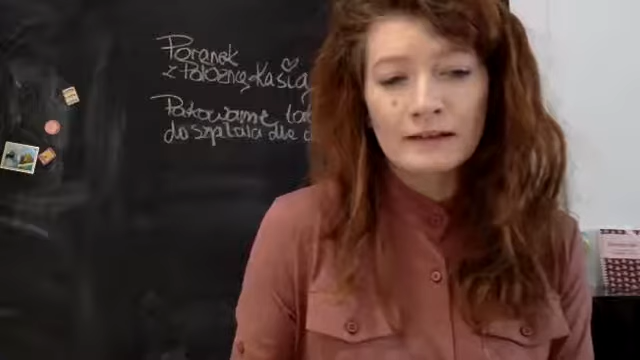 Poranek
z Położną Kasią
Pakowanie
do szpitala dla